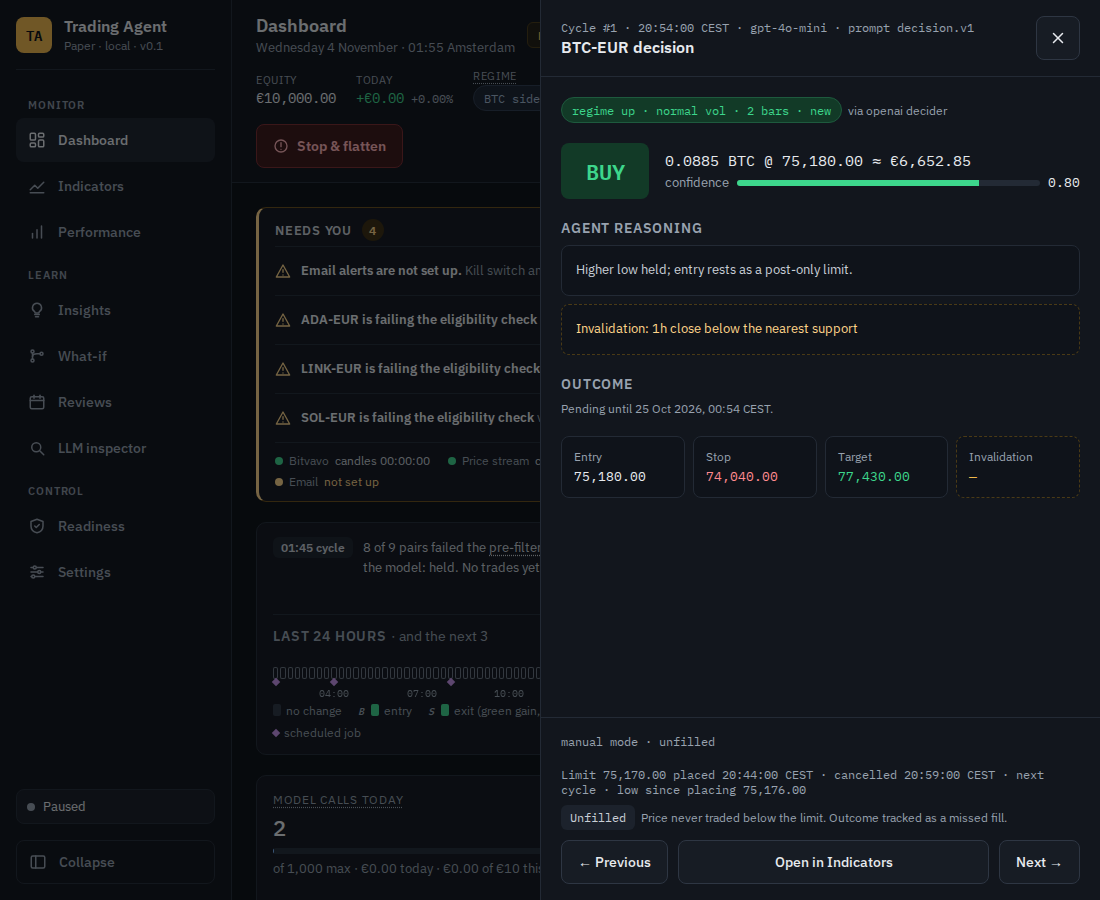 TA
Trading Agent
Paper · local · v0.1
MONITOR
Dashboard
Indicators
Performance
LEARN
Insights
What-if
Reviews
LLM inspector
CONTROL
Readiness
Settings
Paused
Collapse
Dashboard
Wednesday 4 November · 01:55 Amsterdam
EQUITY
€10,000.00
TODAY
+€0.00 +0.00%
REGIME
BTC side
Stop & flatten
NEEDS YOU 4
Email alerts are not set up. Kill switch
ADA-EUR is failing the eligibility check
LINK-EUR is failing the eligibility check
SOL-EUR is failing the eligibility check
Bitvavo candles 00:00:00 Price stream
Email not set up
01:45 cycle
8 of 9 pairs failed the pre-filter
the model: held. No trades yet
LAST 24 HOURS · and the next 3
04:00 07:00 10:00
no change B entry S exit (green gain,
scheduled job
MODEL CALLS TODAY
2
of 1,000 max · €0.00 today · €0.00 of €10 this
Cycle #1 · 20:54:00 CEST · gpt-4o-mini · prompt decision.v1
BTC-EUR decision
regime up · normal vol · 2 bars · new via openai decider
BUY
0.0885 BTC @ 75,180.00 ≈ €6,652.85
confidence 0.80
AGENT REASONING
Higher low held; entry rests as a post-only limit.
Invalidation: 1h close below the nearest support
OUTCOME
Pending until 25 Oct 2026, 00:54 CEST.
Entry
75,180.00
Stop
74,040.00
Target
77,430.00
Invalidation
—
manual mode · unfilled
Limit 75,170.00 placed 20:44:00 CEST · cancelled 20:59:00 CEST · next
cycle · low since placing 75,176.00
Unfilled Price never traded below the limit. Outcome tracked as a missed fill.
← Previous
Open in Indicators
Next →